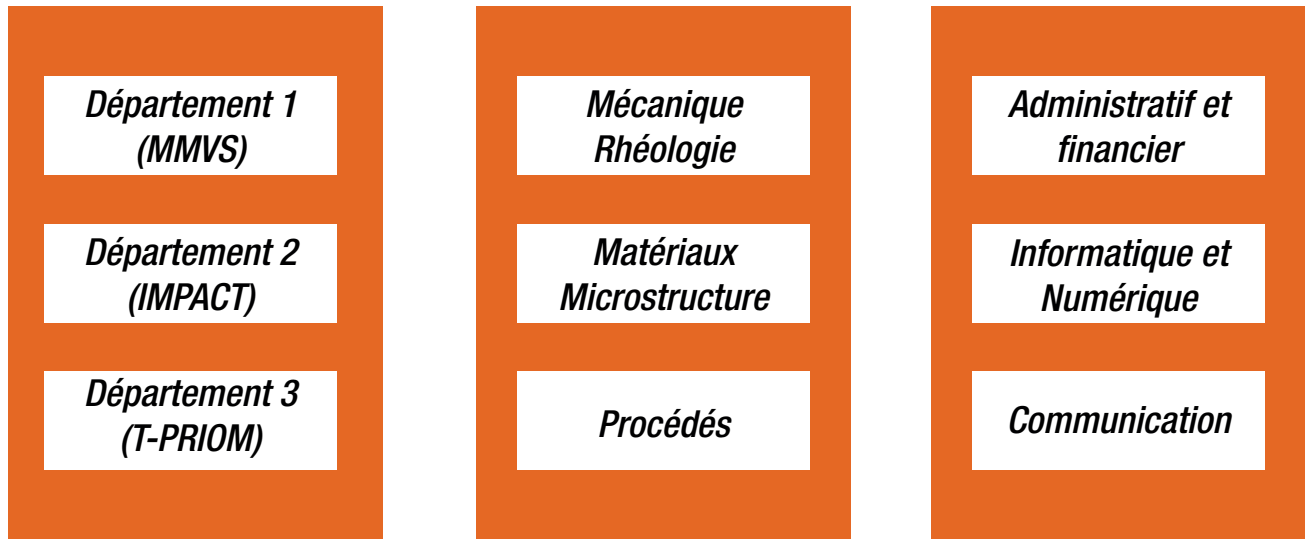 Département 1
(MMVS)
Département 2
(IMPACT)
Département 3
(T-PRIOM)
Mécanique
Rhéologie
Matériaux
Microstructure
Procédés
Administratif et
financier
Informatique et
Numérique
Communication